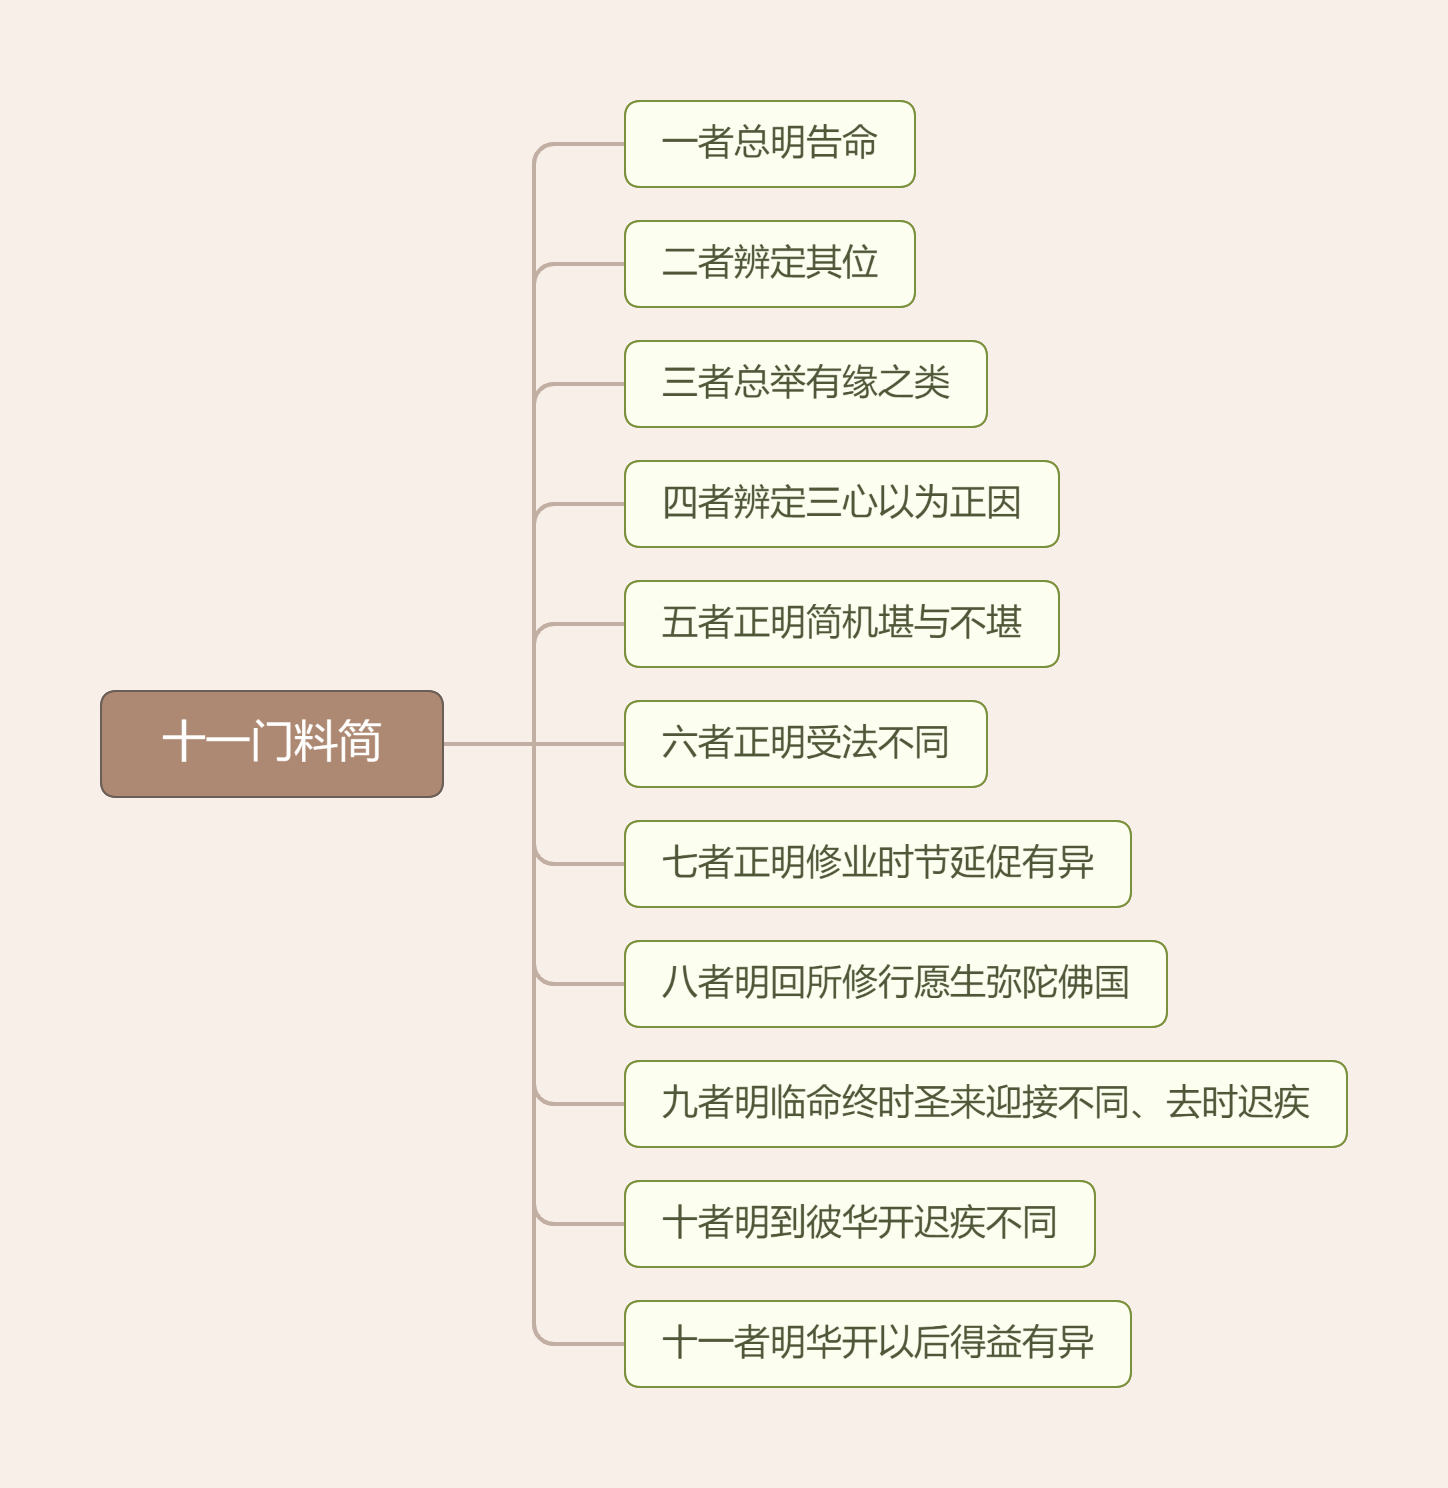 十一门料简
一者总明告命
二者辨定其位
三者总举有缘之类
四者辨定三心以为正因
五者正明简机堪与不堪
六者正明受法不同
七者正明修业时节延促有异
八者明回所修行愿生弥陀佛国
九者明临命终时圣来迎接不同、去时迟疾
十者明到彼华开迟疾不同
十一者明华开以后得益有异